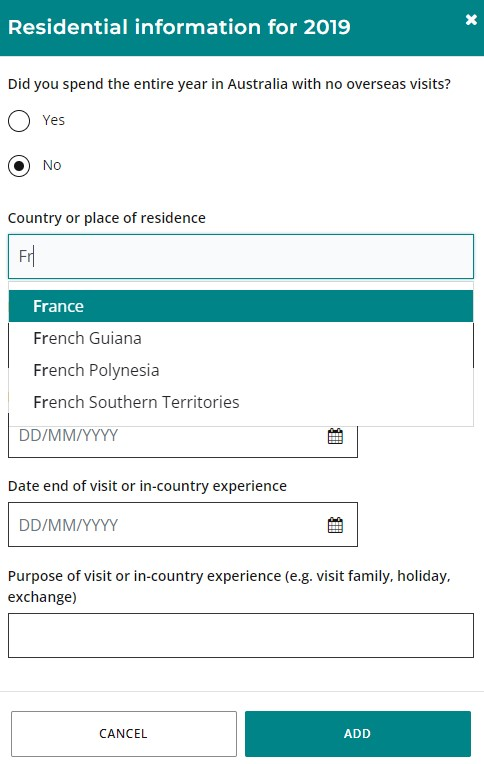 Residential information for 2019
Did you spend the entire year in Australia with no overseas visits?
Yes
No
Country or place of residence
Fr
France
French Guiana
French Polynesia
French Southern Territories
DD/MM/YYYY
Date end of visit or in-country experience
DD/MM/YYYY
Purpose of visit or in-country experience (e.g. visit family, holiday,
exchange)
CANCEL
ADD